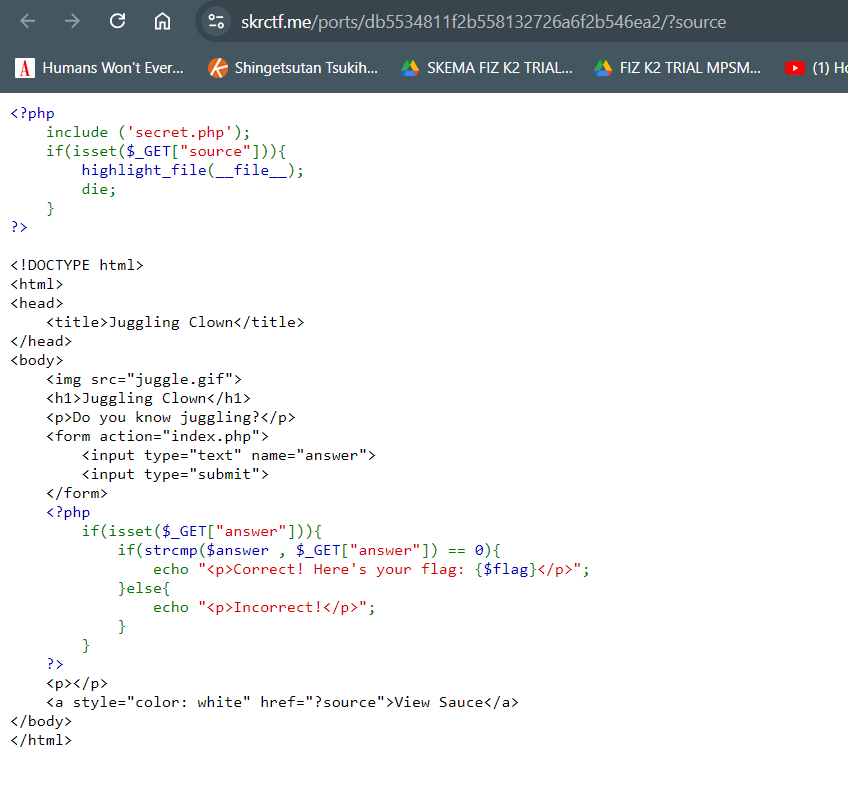 skrctf.me/ports/db5534811f2b558132726a6f2b546ea2/?source
Humans Won't Ever... Shingetsutan Tsukih... SKEMA FIZ K2 TRIAL... FIZ K2 TRIAL MPSM... (1) Ho
<?php
    include ('secret.php');
    if(isset($_GET["source"])){
        highlight_file(__file__);
        die;
    }
?>

<!DOCTYPE html>
<html>
<head>
    <title>Juggling Clown</title>
</head>
<body>
    <img src="juggle.gif">
    <h1>Juggling Clown</h1>
    <p>Do you know juggling?</p>
    <form action="index.php">
        <input type="text" name="answer">
        <input type="submit">
    </form>
    <?php
        if(isset($_GET["answer"])){
            if(strcmp($answer , $_GET["answer"]) == 0){
                echo "<p>Correct! Here's your flag: {$flag}</p>";
            }else{
                echo "<p>Incorrect!</p>";
            }
        }
    ?>
    <p></p>
    <a style="color: white" href="?source">View Sauce</a>
</body>
</html>